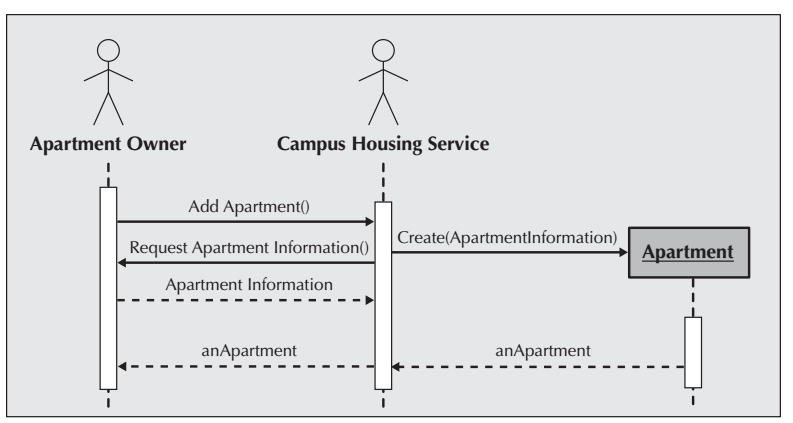 Apartment Owner
Campus Housing Service
Add Apartment()
Create(ApartmentInformation)
Request Apartment Information()
Apartment
Apartment Information
anApartment
anApartment